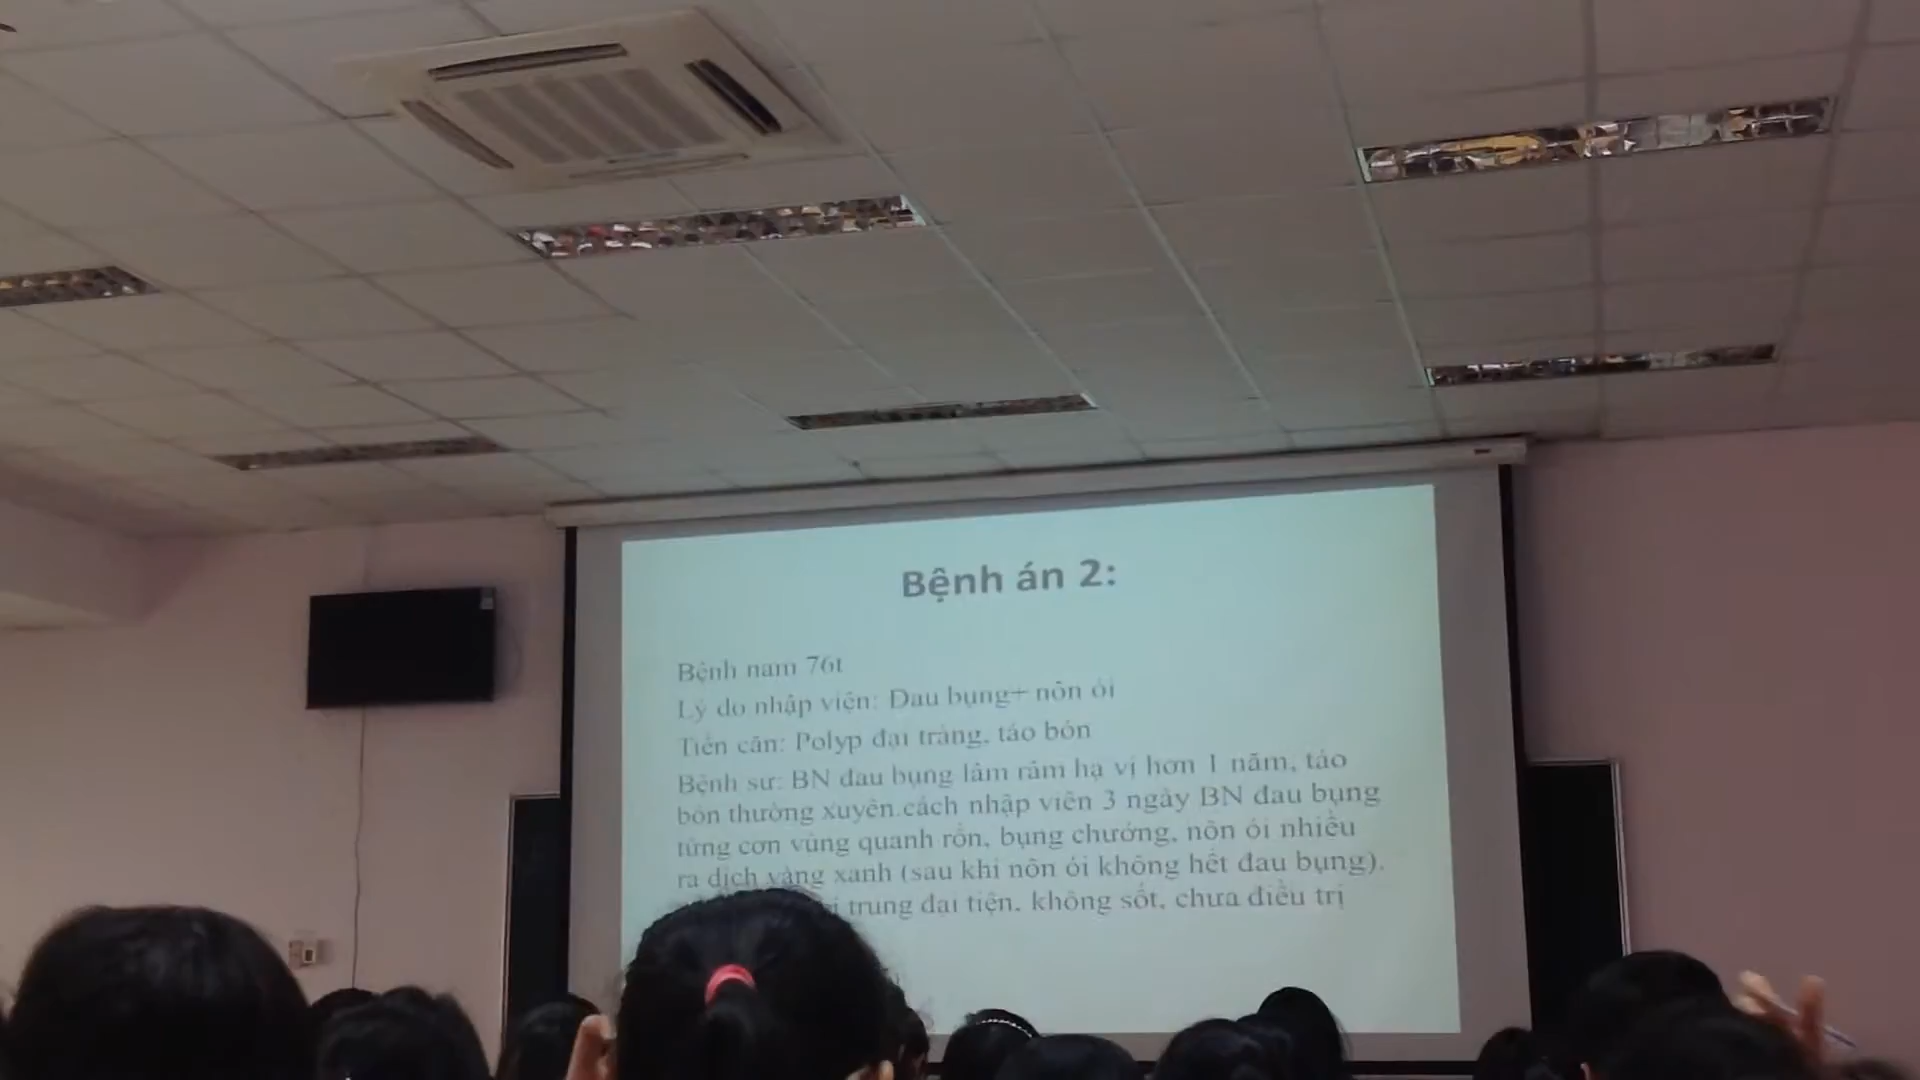 Bệnh án 2:
Bệnh nam 76t
Lý do nhập viện: Đau bụng+ nôn ói
Tiền căn: Polyp đại tràng, táo bón
Bệnh sử: BN đau bụng lâm râm hạ vị hơn 1 năm, táo
bón thường xuyên.cách nhập viên 3 ngày BN đau bụng
từng cơn vùng quanh rốn, bụng chướng, nôn ói nhiều
ra dịch vàng xanh (sau khi nôn ói không hết đau bụng).
trung đại tiện, không sốt, chưa điều trị